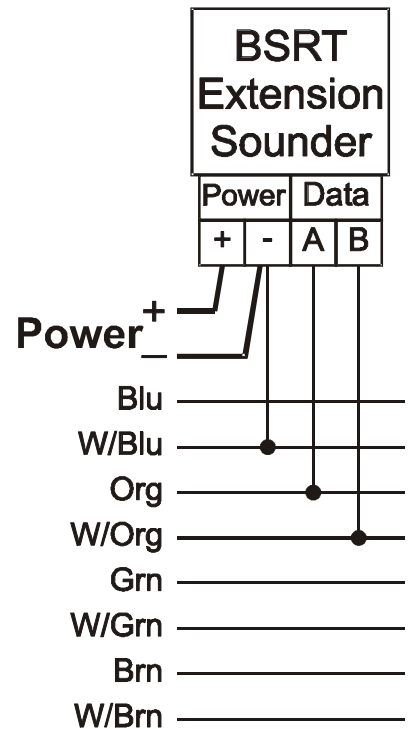 BSRT
Extension
Sounder
Power Data
+ - A B
+
Power
–
Blu
W/Blu
Org
W/Org
Grn
W/Grn
Brn
W/Brn